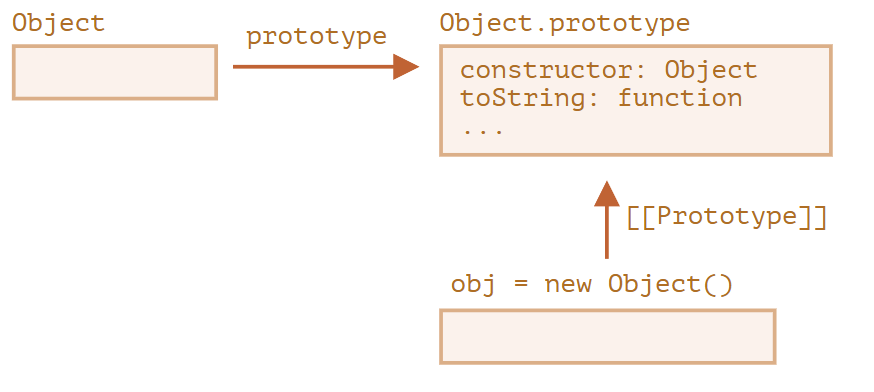 Object
prototype
Object.prototype
constructor: Object
toString: function
...
[[Prototype]]
obj = new Object()